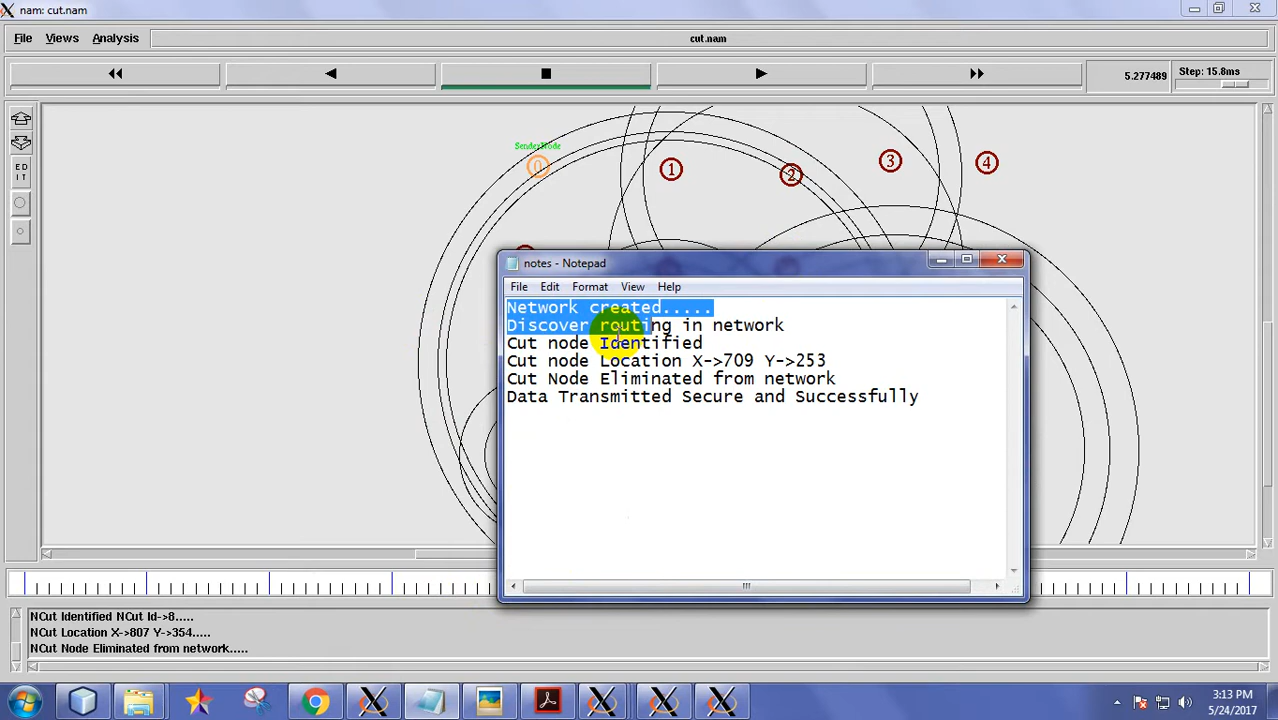 nam: cut.nam
File Views Analysis
cut.nam
5.277489
Step: 15.8ms
ED
IT
SenderNode
0
1
2
3
4
notes - Notepad
File Edit Format View Help
Network created.....
Discover routing in network
Cut node Identified
Cut node Location X->709 Y->253
Cut Node Eliminated from network
Data Transmitted Secure and Successfully
NCut Identified NCut Id->8.....
NCut Location X->807 Y->354.....
NCut Node Eliminated from network.....
3:13 PM
5/24/2017